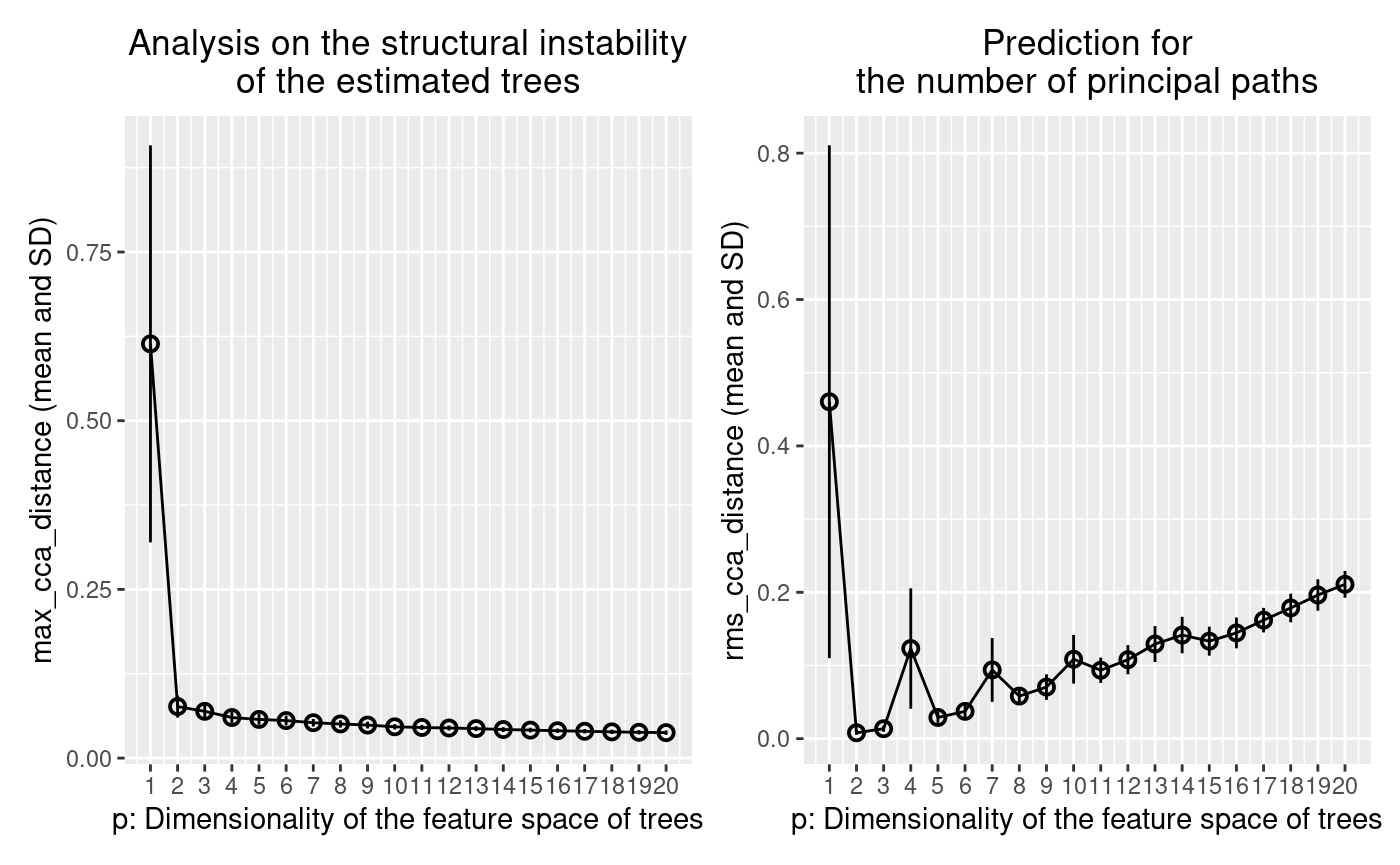 Analysis on the structural instability
of the estimated trees
max_cca_distance (mean and SD)
0.75
0.50
0.25
0.00
1 2 3 4 5 6 7 8 9 10 11 12 13 14 15 16 17 18 19 20
p: Dimensionality of the feature space of trees
Prediction for
the number of principal paths
rms_cca_distance (mean and SD)
0.8
0.6
0.4
0.2
0.0
1 2 3 4 5 6 7 8 9 10 11 12 13 14 15 16 17 18 19 20
p: Dimensionality of the feature space of trees